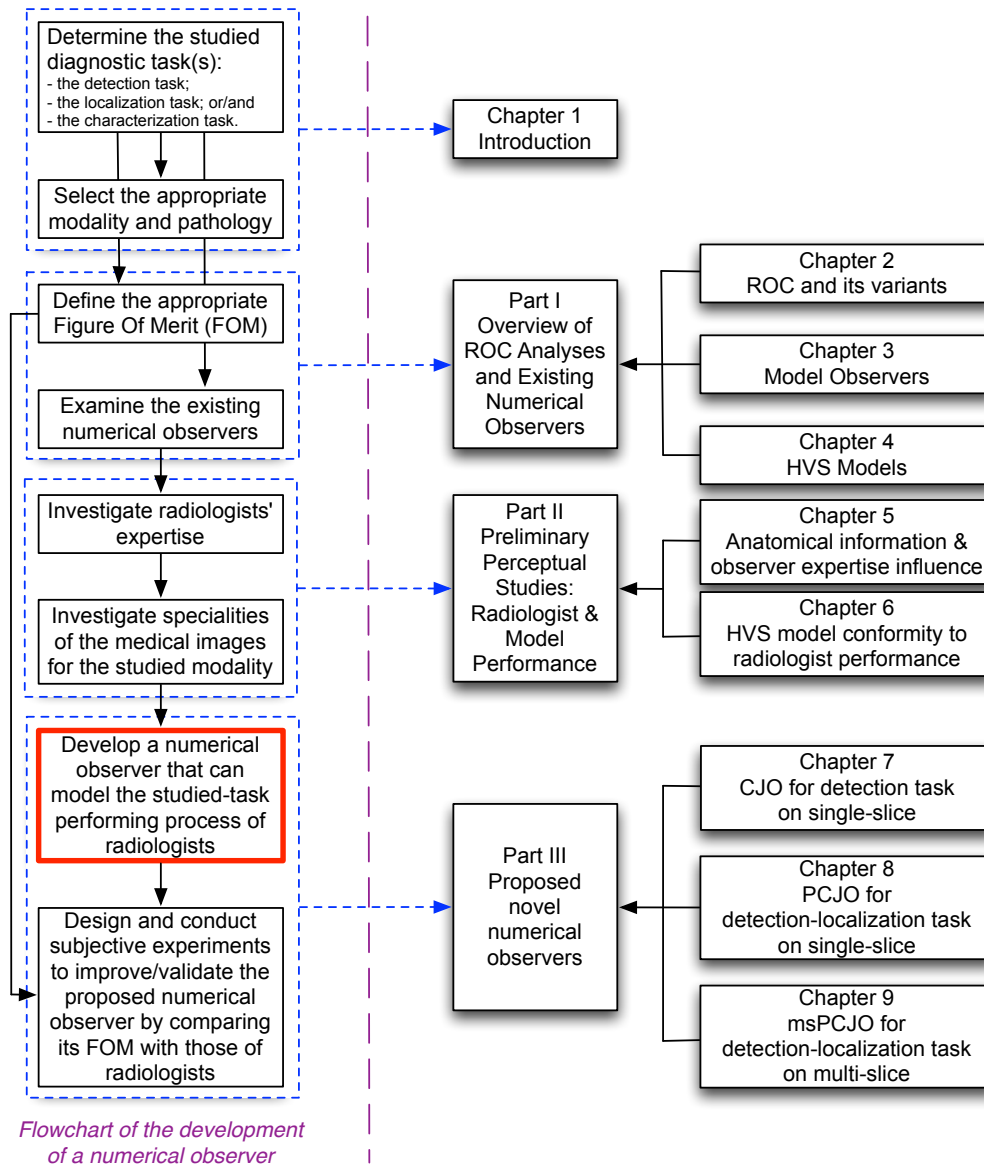 Determine the studied
diagnostic task(s):
- the detection task;
- the localization task; or/and
- the characterization task.
Select the appropriate
modality and pathology
Define the appropriate
Figure Of Merit (FOM)
Examine the existing
numerical observers
Investigate radiologists'
expertise
Investigate specialities
of the medical images
for the studied modality
Develop a numerical
observer that can
model the studied-task
performing process of
radiologists
Design and conduct
subjective experiments
to improve/validate the
proposed numerical
observer by comparing
its FOM with those of
radiologists
Flowchart of the development
of a numerical observer
Chapter 1
Introduction
Part I
Overview of
ROC Analyses
and Existing
Numerical
Observers
Chapter 2
ROC and its variants
Chapter 3
Model Observers
Chapter 4
HVS Models
Part II
Preliminary
Perceptual
Studies:
Radiologist &
Model
Performance
Chapter 5
Anatomical information &
observer expertise influence
Chapter 6
HVS model conformity to
radiologist performance
Part III
Proposed
novel
numerical
observers
Chapter 7
CJO for detection task
on single-slice
Chapter 8
PCJO for
detection-localization task
on single-slice
Chapter 9
msPCJO for
detection-localization task
on multi-slice